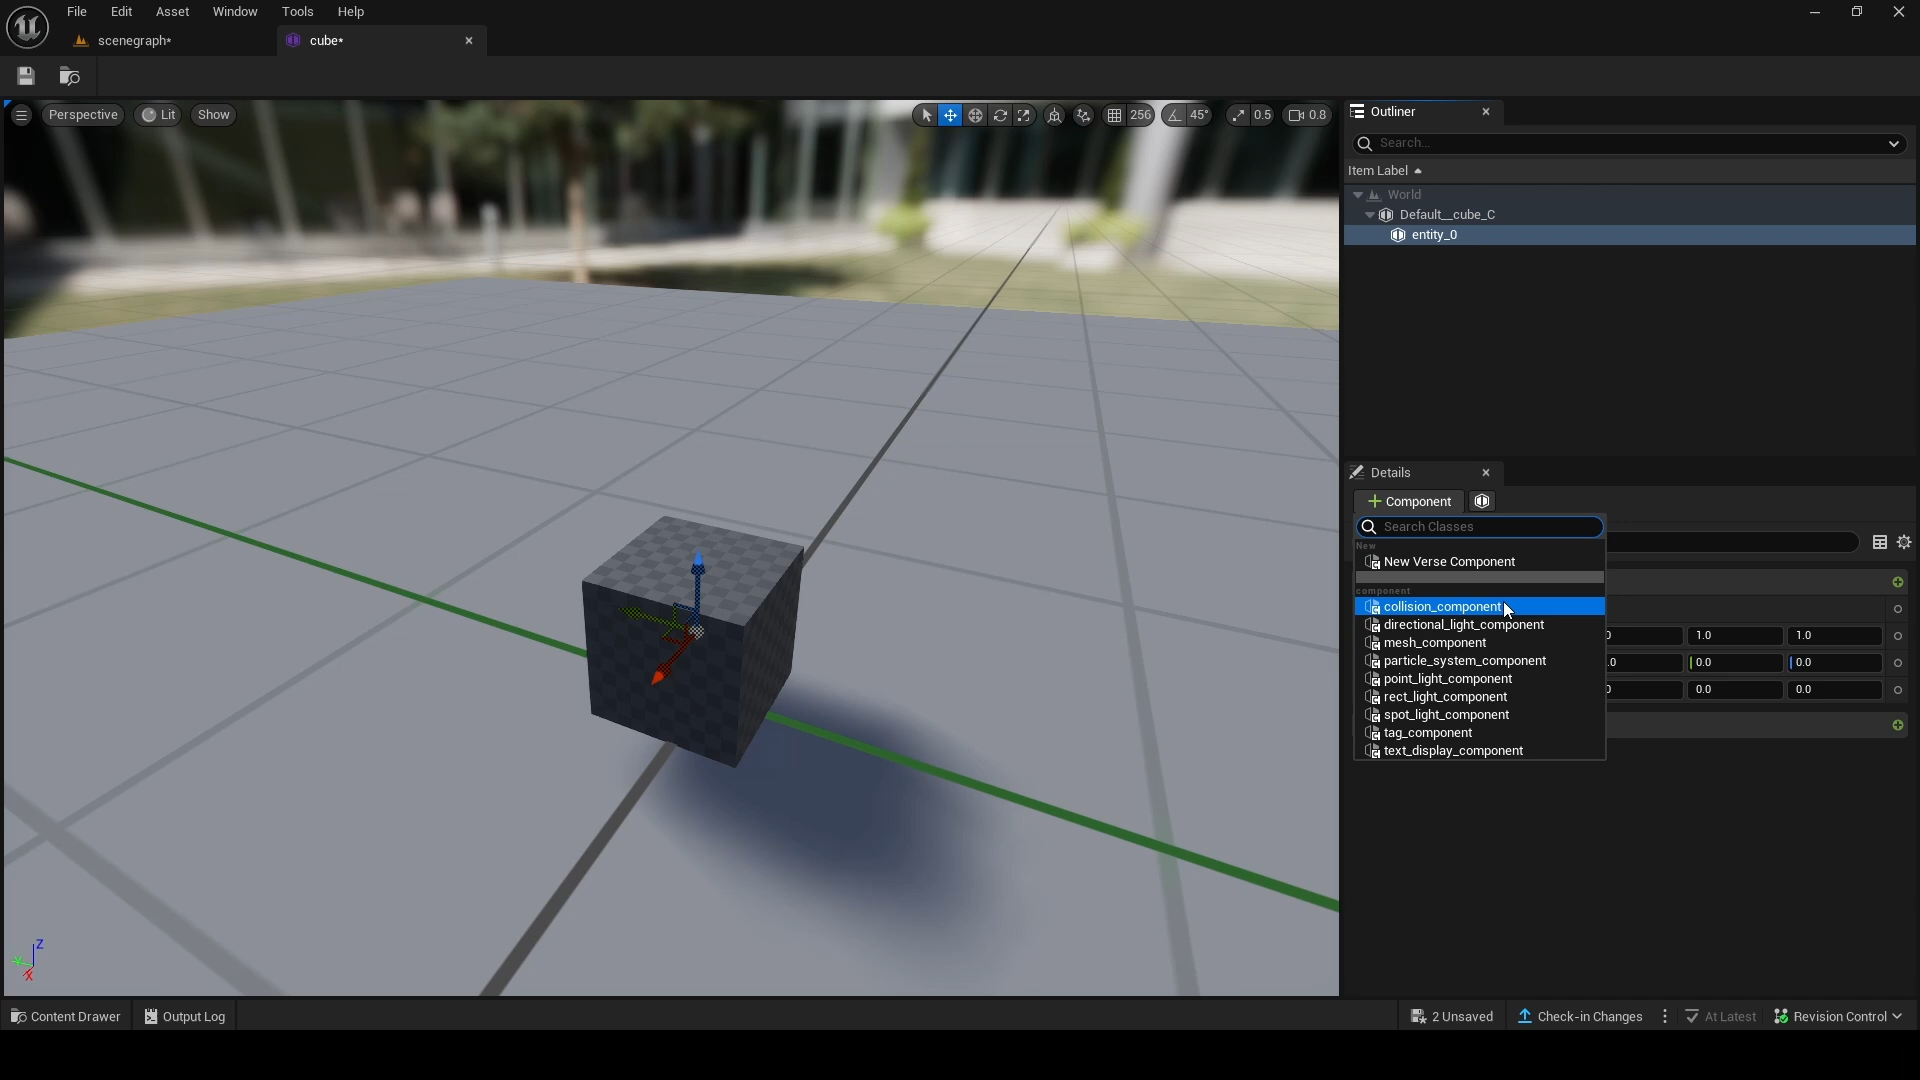 File Edit Asset Window Tools Help
scenegraph* cube*
Perspective Lit Show 256 45° 0.5 0.8
Outliner
Search...
Item Label
World
Default__cube_C
entity_0
Details
Component
Search Classes
New
New Verse Component
component
collision_component
directional_light_component
1.0 1.0
mesh_component
particle_system_component
.0 0.0 0.0
point_light_component
rect_light_component
0.0 0.0
spot_light_component
tag_component
text_display_component
Z
Y
X
Content Drawer Output Log 2 Unsaved Check-in Changes At Latest Revision Control